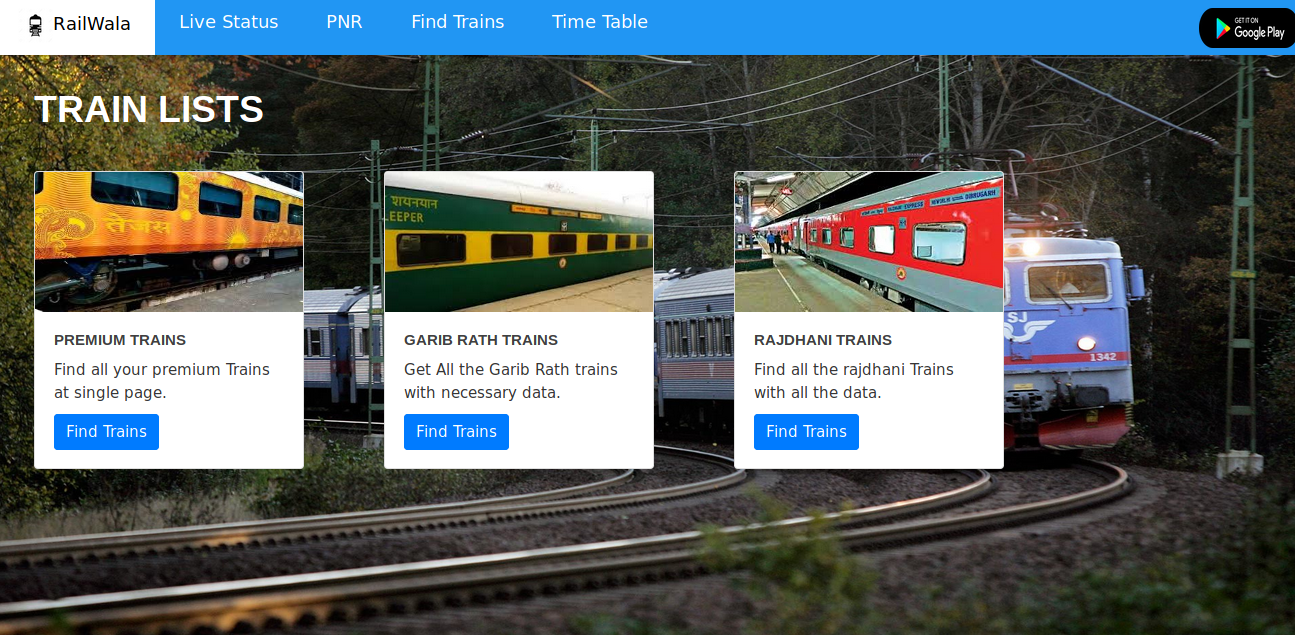 RailWala
Live Status
PNR
Find Trains
Time Table
GET IT ON
Google Play
TRAIN LISTS
तेजस
शयनयान
EEPER
SJ
1342
PREMIUM TRAINS
Find all your premium Trains
at single page.
Find Trains
GARIB RATH TRAINS
Get All the Garib Rath trains
with necessary data.
Find Trains
RAJDHANI TRAINS
Find all the rajdhani Trains
with all the data.
Find Trains